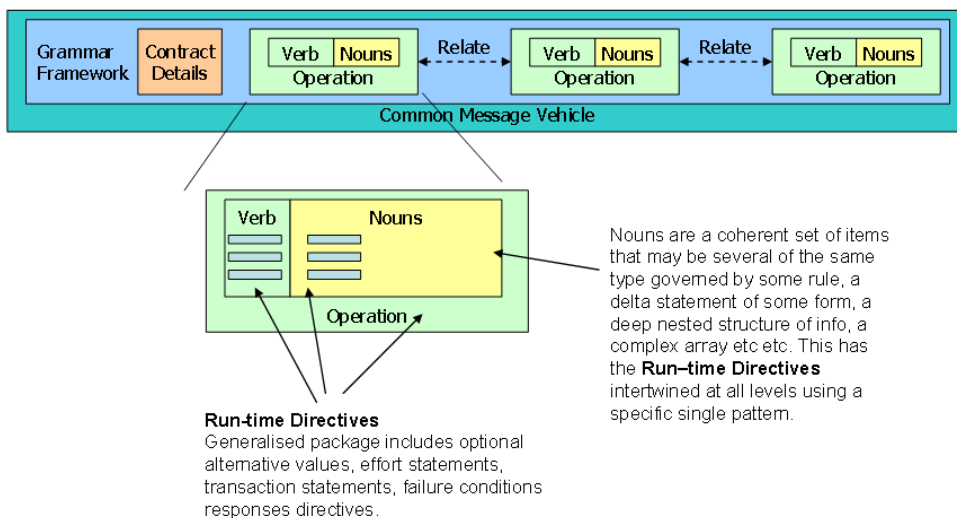 Grammar
Framework
Contract
Details
Verb
Nouns
Operation
Relate
Verb
Nouns
Operation
Relate
Verb
Nouns
Operation
Common Message Vehicle
Verb
Nouns
Operation
Nouns are a coherent set of items
that may be several of the same
type governed by some rule, a
delta statement of some form, a
deep nested structure of info, a
complex array etc etc. This has
the Run–time Directives
intertwined at all levels using a
specific single pattern.
Run-time Directives
Generalised package includes optional
alternative values, effort statements,
transaction statements, failure conditions
responses directives.